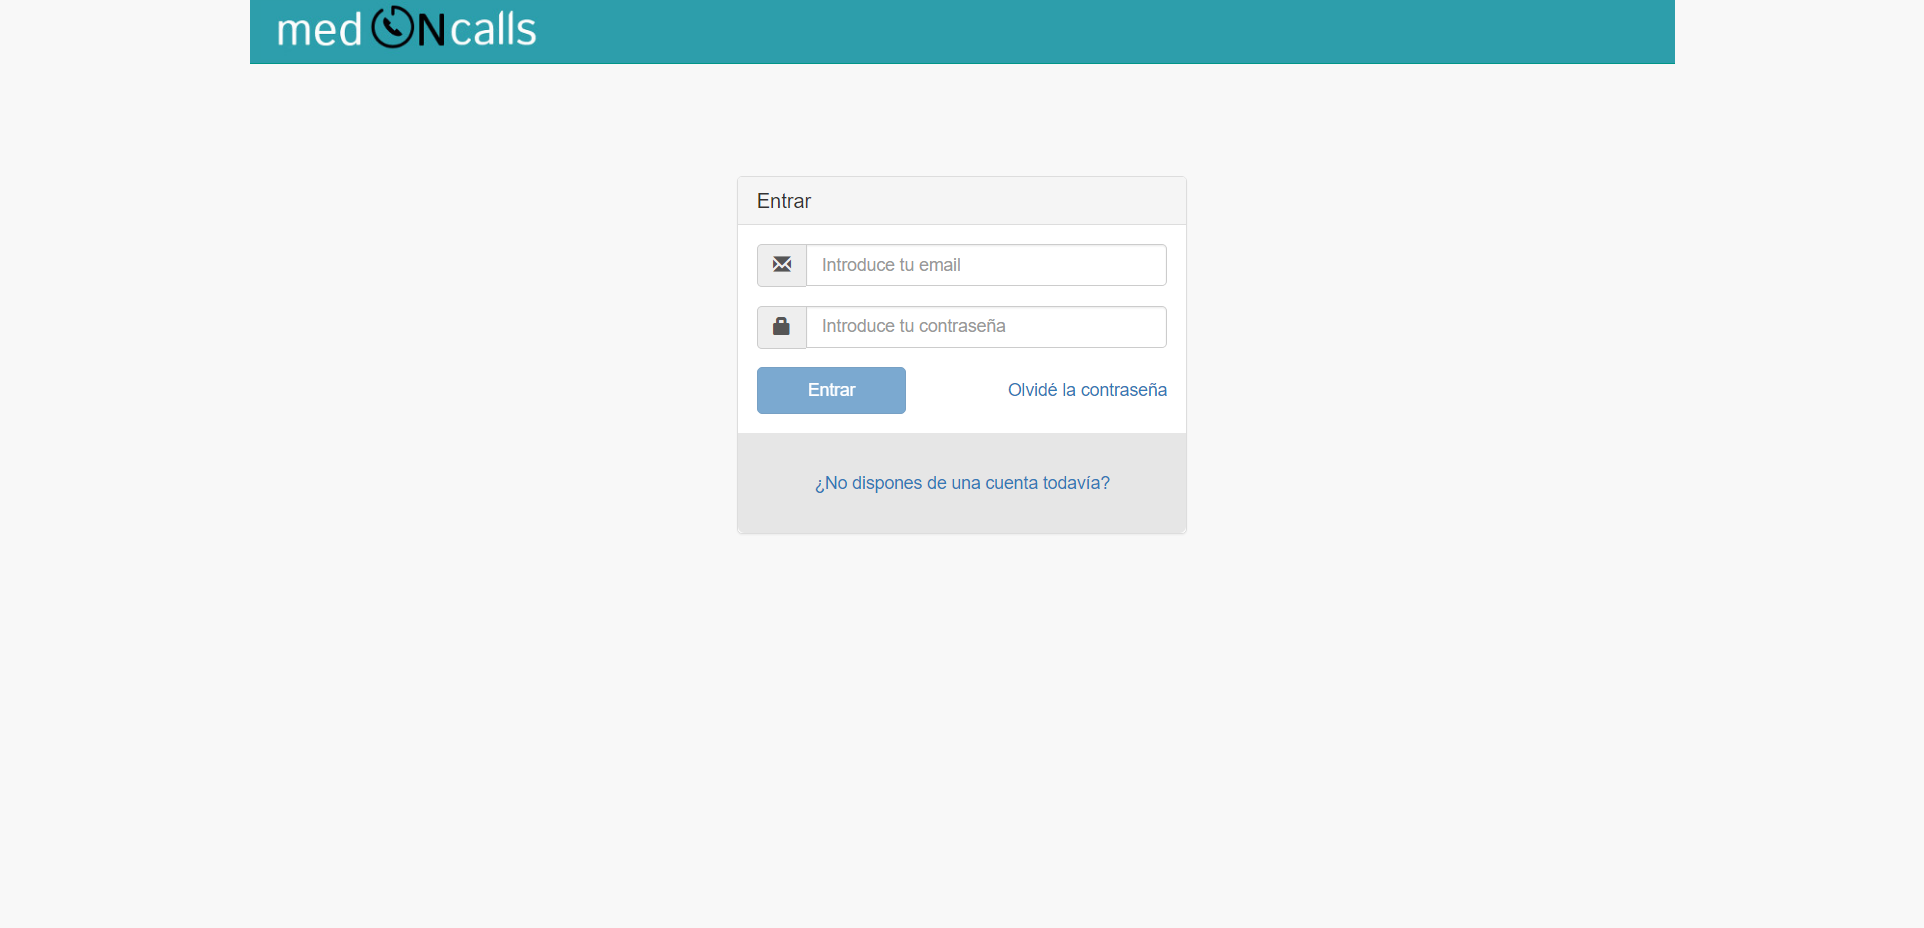 medONcalls
Entrar
Introduce tu email
Introduce tu contraseña
Entrar
Olvidé la contraseña
¿No dispones de una cuenta todavía?